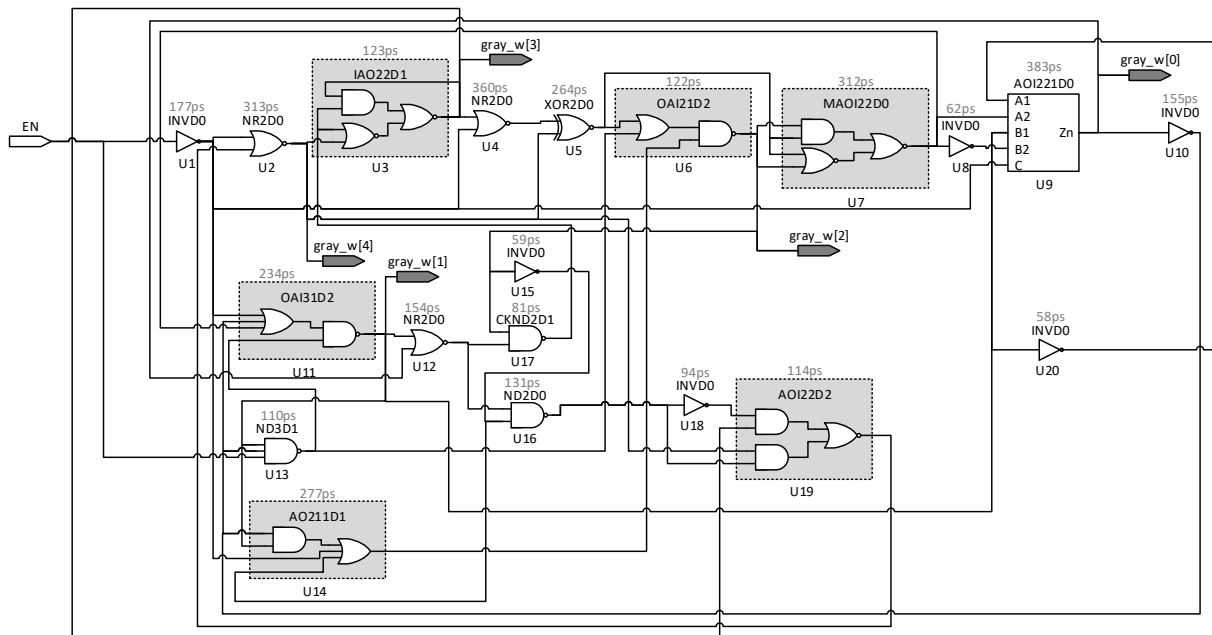 gray_w[3]
123ps
IAO22D1
U3
360ps
NR2D0
U4
264ps
XOR2D0
U5
122ps
OAI21D2
U6
312ps
MAOI22D0
U7
62ps
INVD0
U8
383ps
AOI221D0
A1
A2
B1
B2
C
Zn
U9
gray_w[0]
155ps
INVD0
U10
EN
177ps
INVD0
U1
313ps
NR2D0
U2
gray_w[4]
gray_w[1]
gray_w[2]
234ps
OAI31D2
U11
154ps
NR2D0
U12
59ps
INVD0
U15
81ps
CKND2D1
U17
58ps
INVD0
U20
131ps
ND2D0
U16
94ps
INVD0
U18
114ps
AOI22D2
U19
110ps
ND3D1
U13
277ps
AO211D1
U14